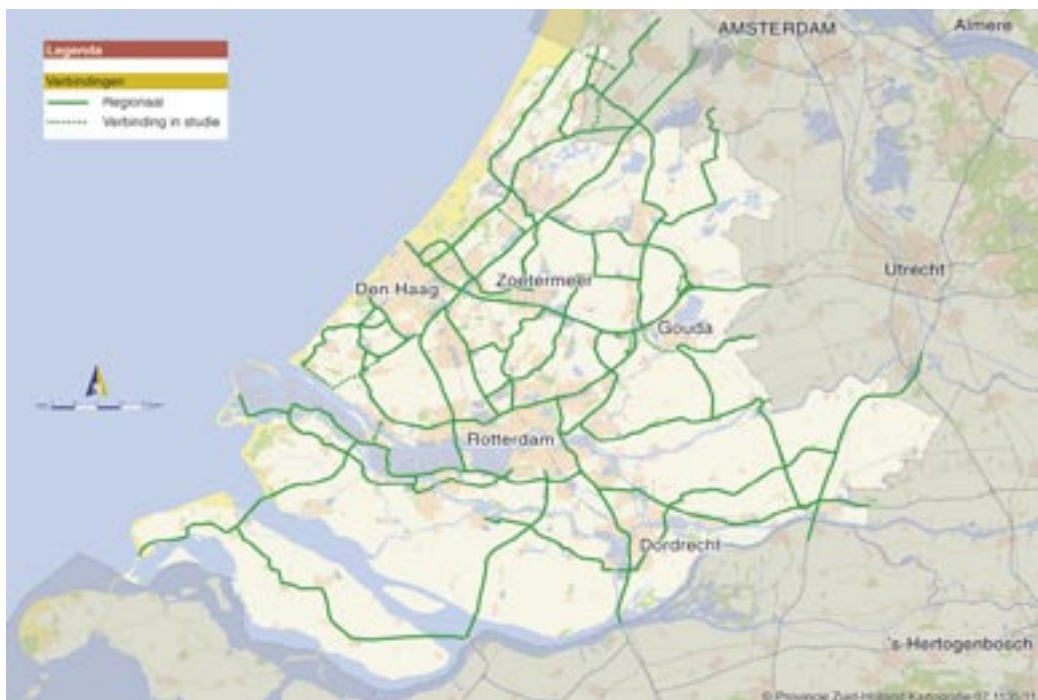 AMSTERDAM
Almere
Legenda
Verbindingen
Regionaal
Verbinding in studie
Utrecht
Zoetermeer
Den Haag
Gouda
Rotterdam
Dordrecht
's-Hertogenbosch
© Provincie Zuid-Holland Kartografie